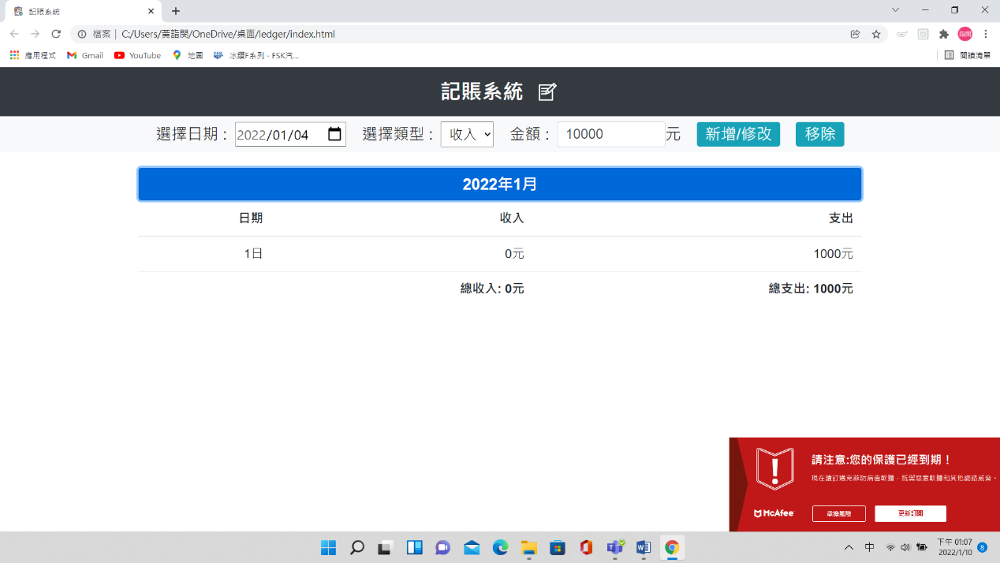 記賬系統
檔案 | C:/Users/黃詣閔/OneDrive/桌面/ledger/index.html
應用程式 Gmail YouTube 地圖 冰鑽F系列 - FSK汽... 閱讀清單
記賬系統
選擇日期： 2022/01/04 選擇類型： 收入 金額： 10000 元 新增/修改 移除
2022年1月
日期 收入 支出
1日 0元 1000元
總收入: 0元 總支出: 1000元
請注意:您的保護已經到期！
現在續訂邁克菲防病毒軟體，抵禦惡意軟體和其他網路威脅。
McAfee 承擔風險 更新訂閱
中 下午 01:07
2022/1/10 8